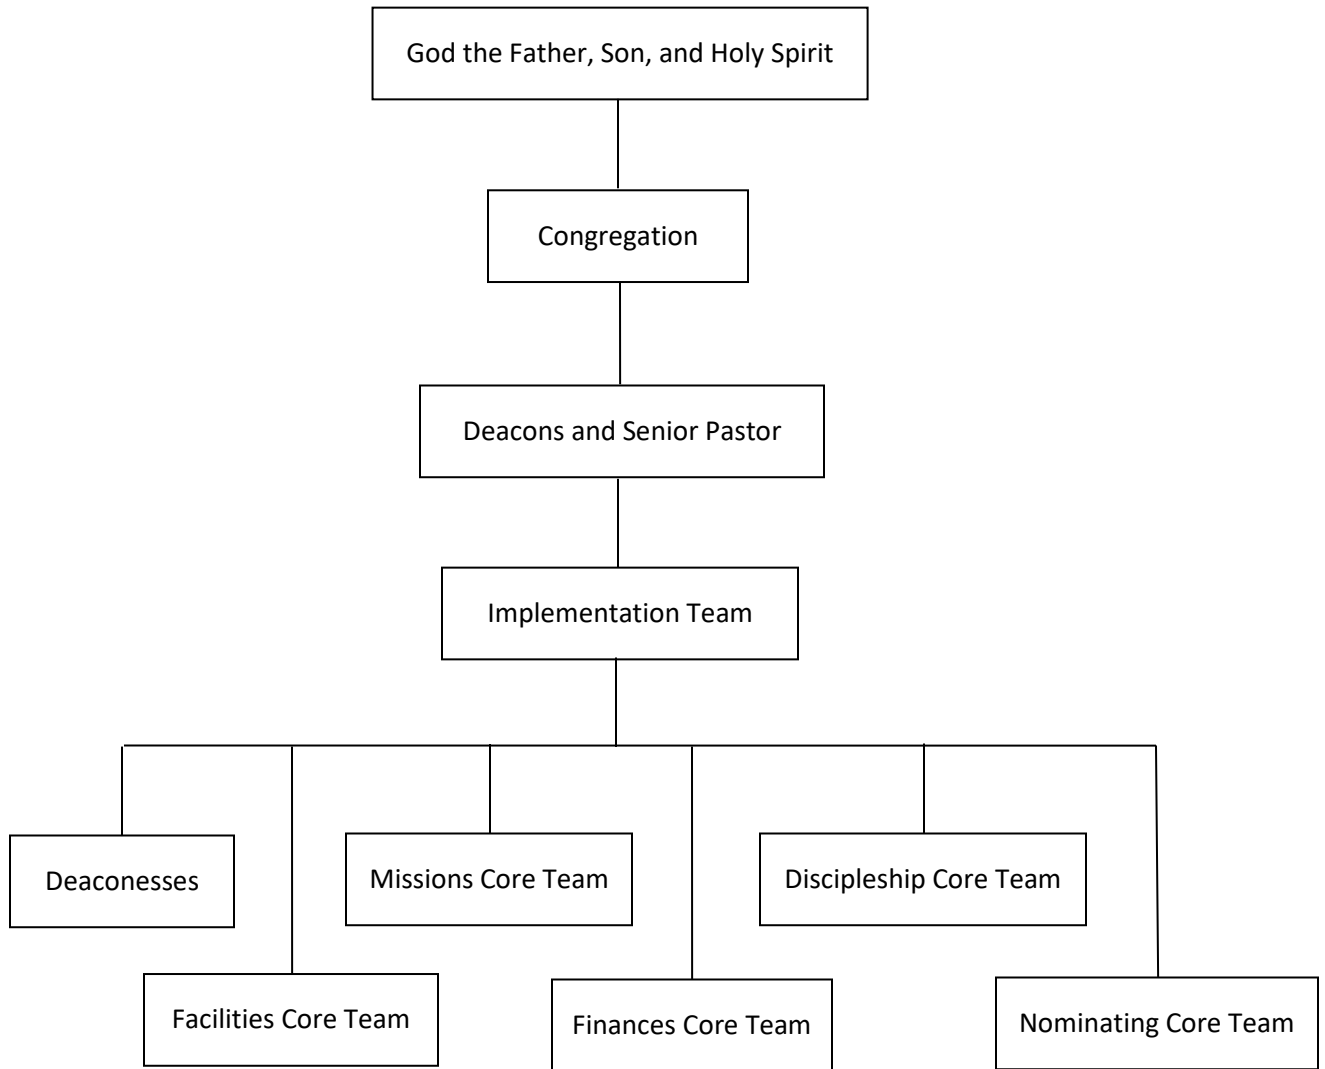 God the Father, Son, and Holy Spirit
Congregation
Deacons and Senior Pastor
Implementation Team
Deaconesses
Missions Core Team
Discipleship Core Team
Facilities Core Team
Finances Core Team
Nominating Core Team